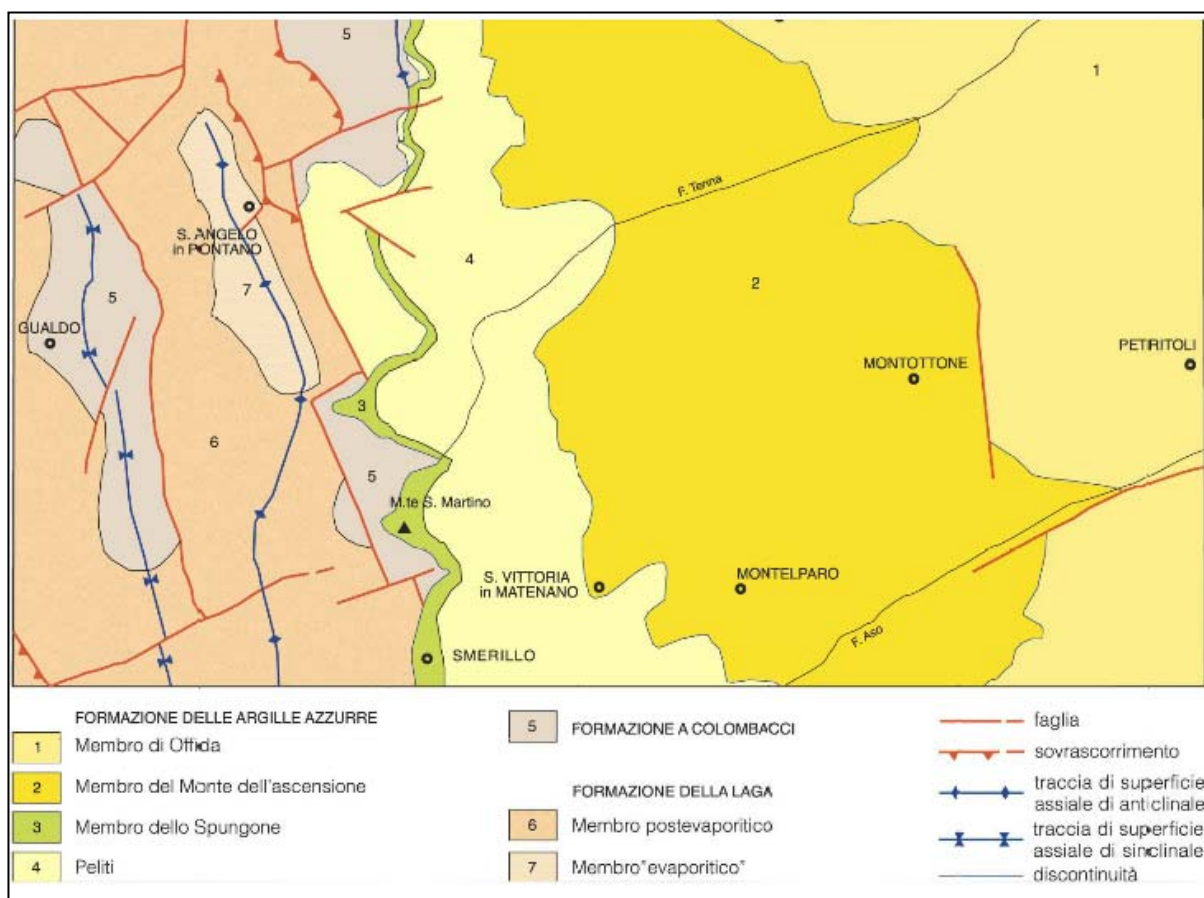 5
1
F. Tenna
S. ANGELO
in PONTANO
4
7
5
2
GUALDO
PETRITOLI
MONTOTTONE
3
6
5
M.te S. Martino
S. VITTORIA
in MATENANO
MONTELPARO
F. Aso
SMERILLO
FORMAZIONE DELLE ARGILLE AZZURRE
1 Membro di Offida
2 Membro del Monte dell'ascensione
3 Membro dello Spungone
4 Peliti
5 FORMAZIONE A COLOMBACCI
FORMAZIONE DELLA LAGA
6 Membro postevaporitico
7 Membro"evaporitico"
faglia
sovrascorrimento
traccia di superficie
assiale di anticlinale
traccia di superficie
assiale di sinclinale
discontinuità